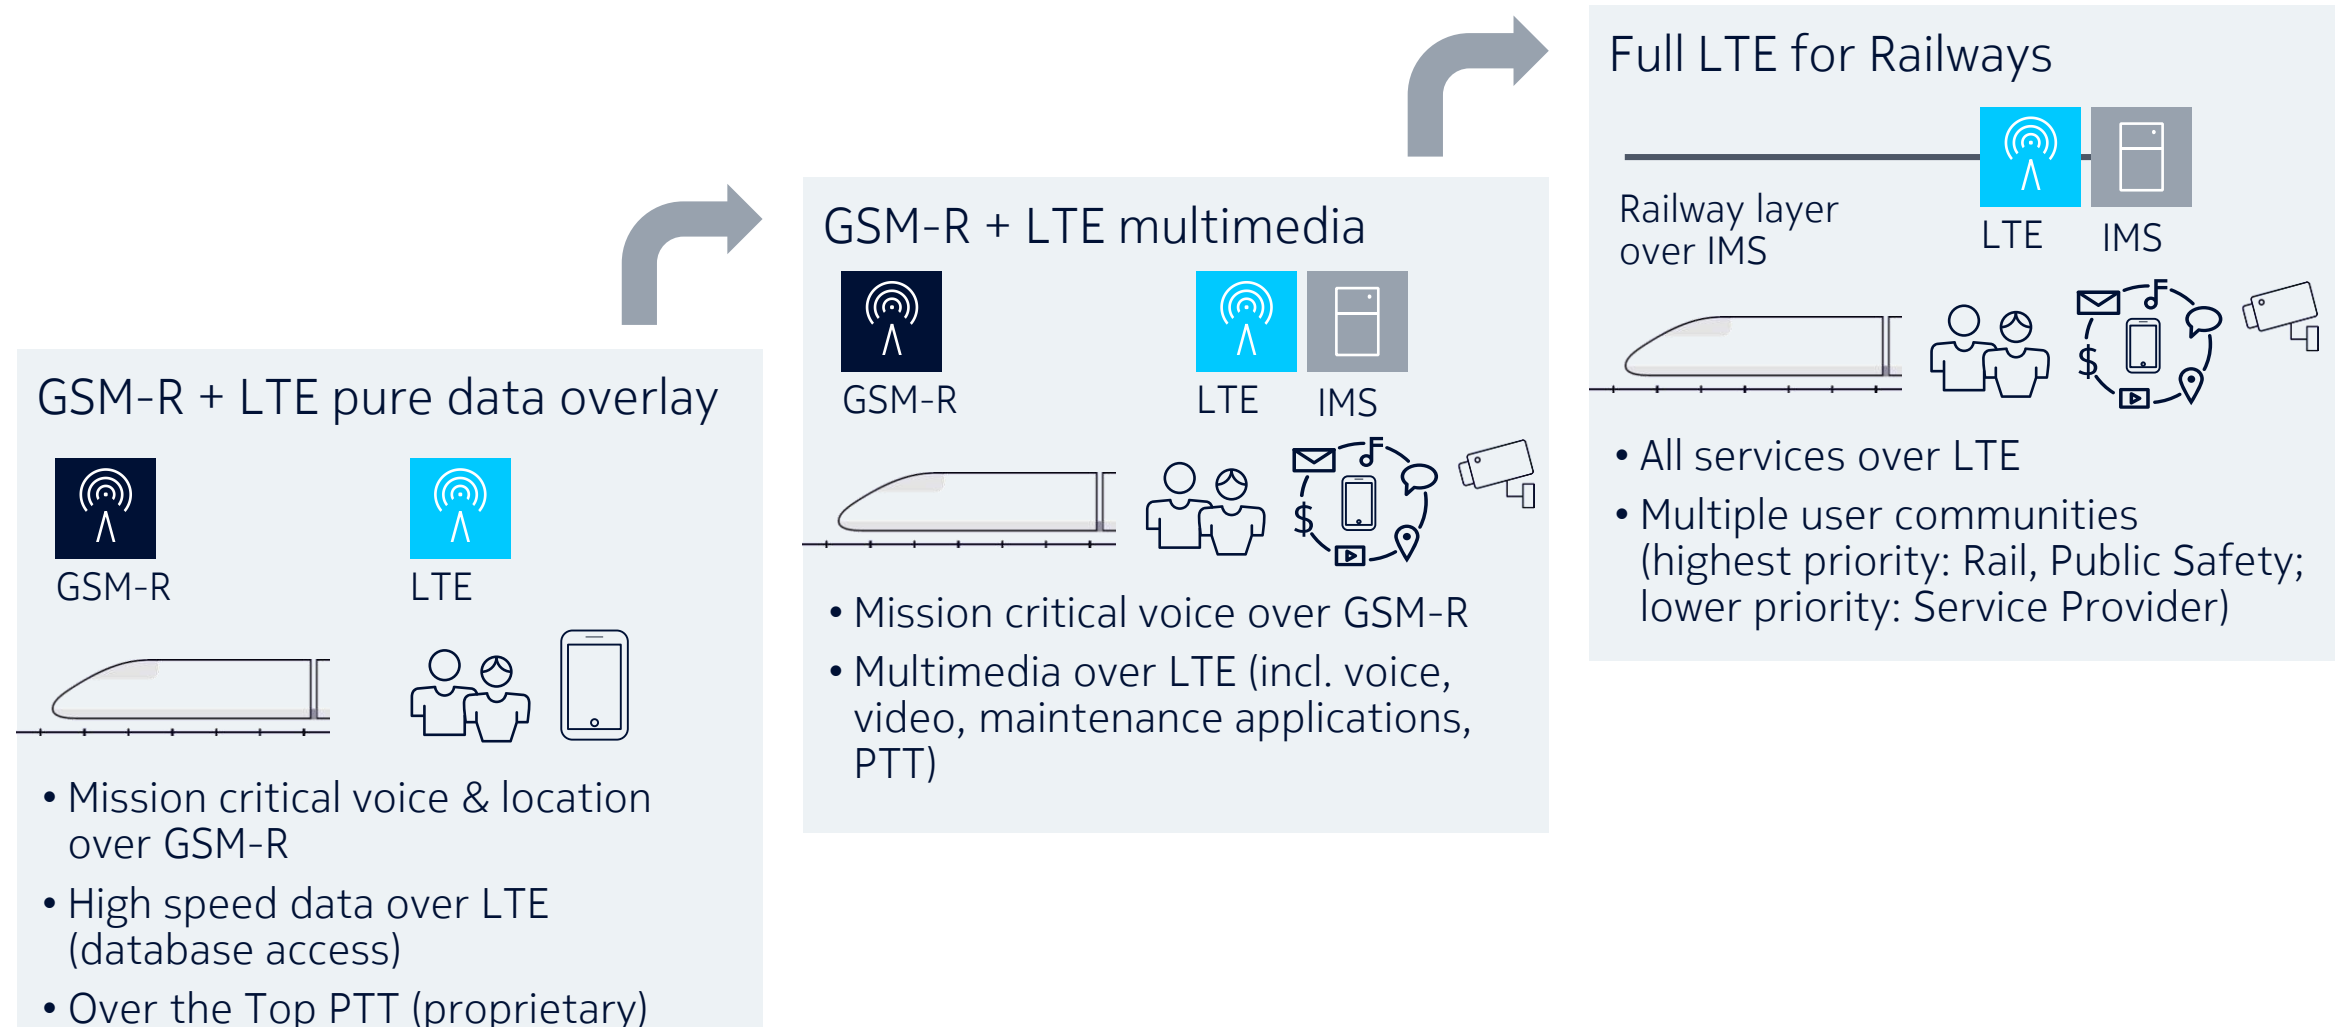 GSM-R + LTE pure data overlay
GSM-R
LTE
• Mission critical voice & location
over GSM-R
• High speed data over LTE
(database access)
• Over the Top PTT (proprietary)
GSM-R + LTE multimedia
GSM-R
LTE
IMS
$
• Mission critical voice over GSM-R
• Multimedia over LTE (incl. voice,
video, maintenance applications,
PTT)
Full LTE for Railways
Railway layer
over IMS
LTE
IMS
$
• All services over LTE
• Multiple user communities
(highest priority: Rail, Public Safety;
lower priority: Service Provider)